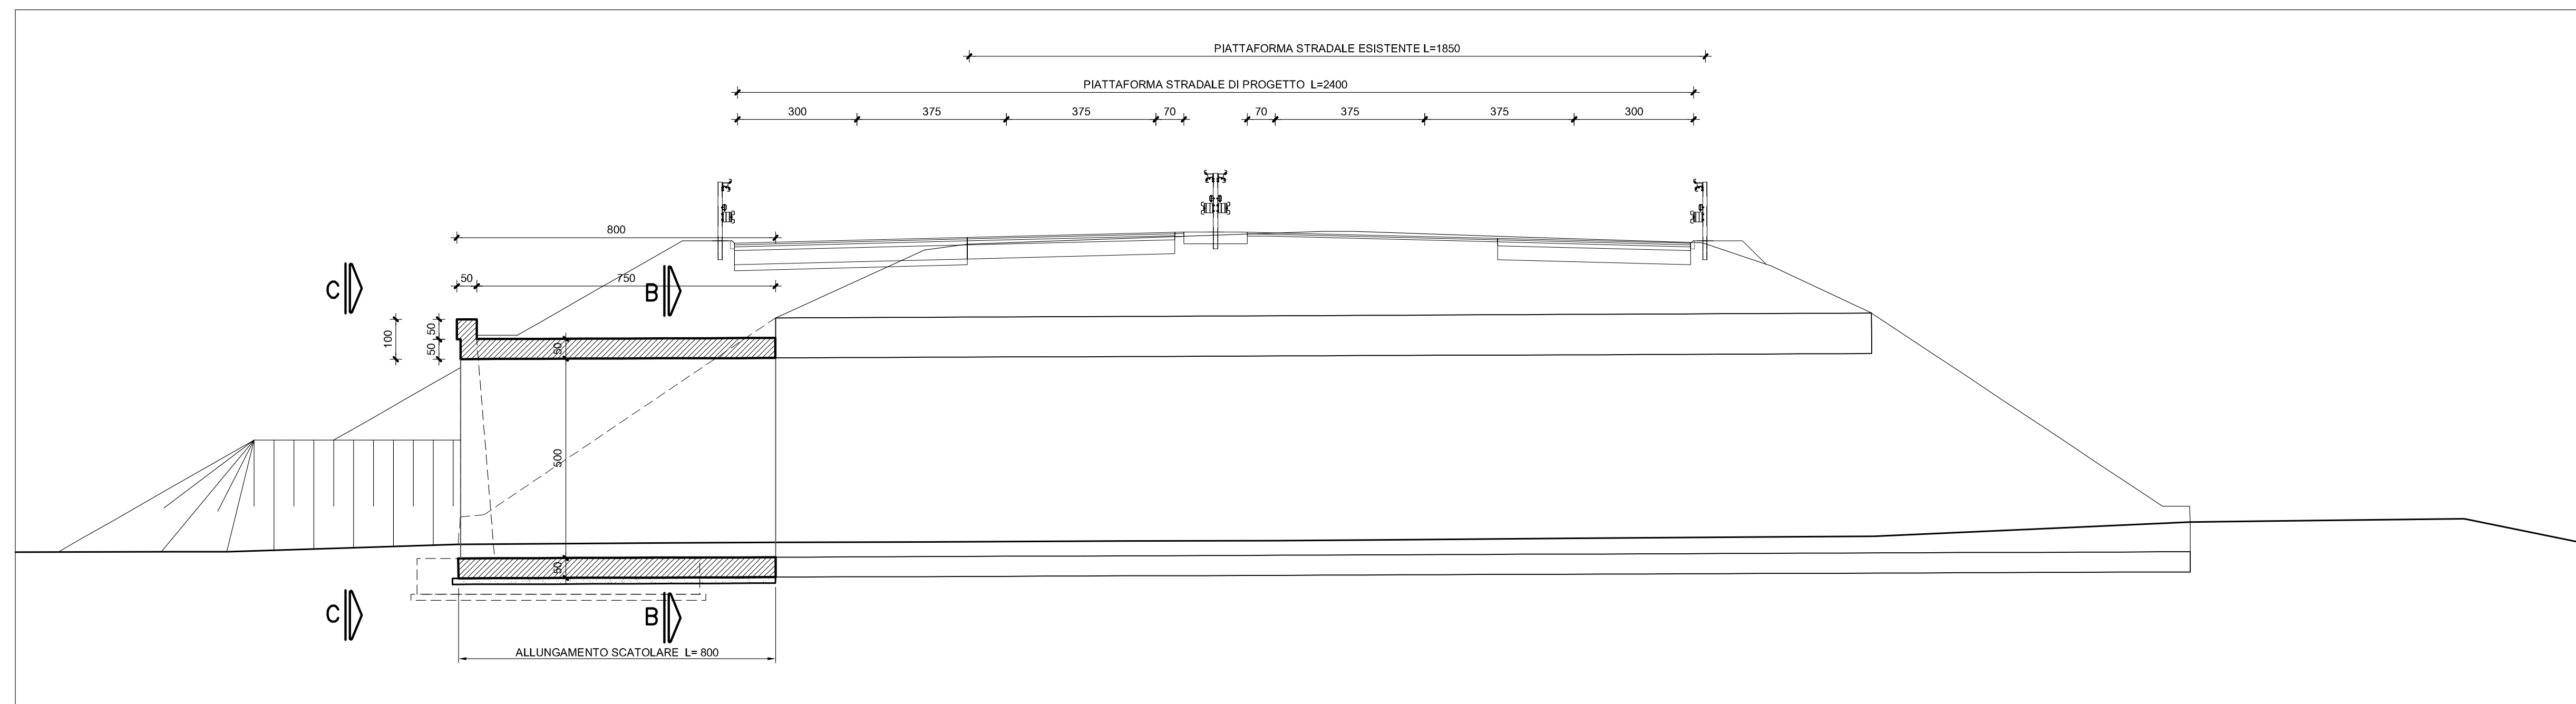 PIATTAFORMA STRADALE ESISTENTE L=1850
PIATTAFORMA STRADALE DI PROGETTO L=2400
300 375 375 70 70 375 375 300
800
50 750
C B
100 50 50 50
500
50
C B
ALLUNGAMENTO SCATOLARE L= 800